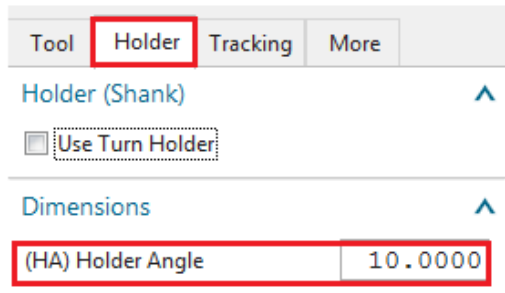 Tool Holder Tracking More
Holder (Shank)
Use Turn Holder
Dimensions
(HA) Holder Angle 10.0000